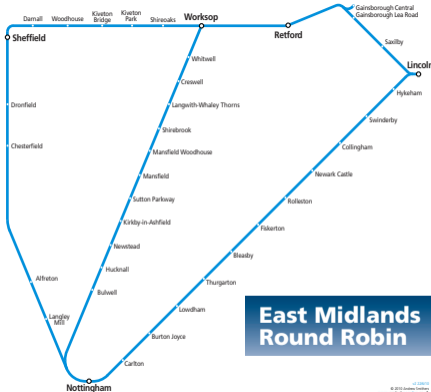 Darnall
Woodhouse
Kiveton
Bridge
Kiveton
Park
Shireoaks
Worksop
Retford
Gainsborough Central
Gainsborough Lea Road
Saxilby
Lincoln
Sheffield
Whitwell
Creswell
Langwith-Whaley Thorns
Shirebrook
Mansfield Woodhouse
Mansfield
Sutton Parkway
Kirkby-in-Ashfield
Newstead
Hucknall
Bulwell
Hykeham
Swinderby
Collingham
Newark Castle
Rolleston
Fiskerton
Bleasby
Thurgarton
Lowdham
Burton Joyce
Carlton
Dronfield
Chesterfield
Alfreton
Langley
Mill
Nottingham
East Midlands
Round Robin